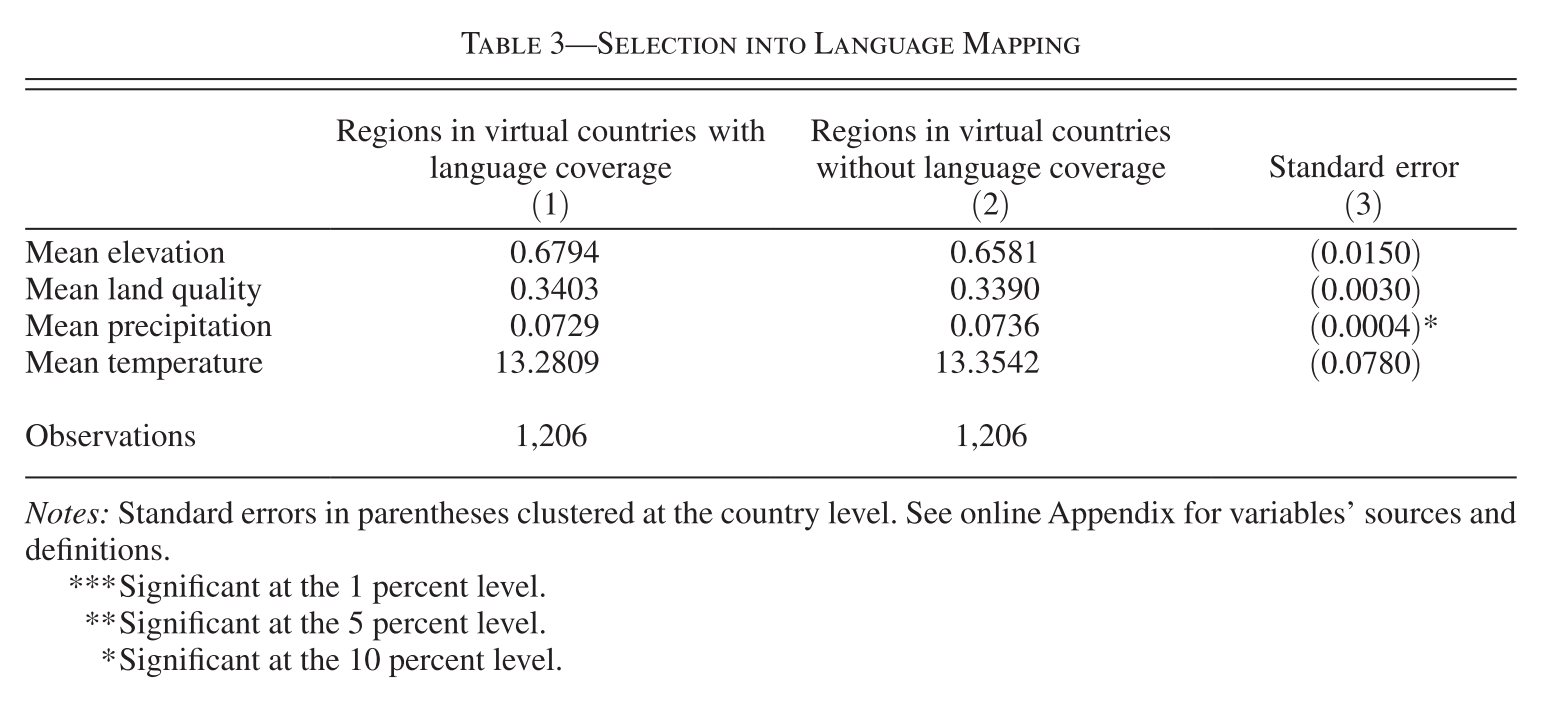 TABLE 3—SELECTION INTO LANGUAGE MAPPING
Regions in virtual countries with Regions in virtual countries
language coverage without language coverage Standard error
(1) (2) (3)
Mean elevation 0.6794 0.6581 (0.0150)
Mean land quality 0.3403 0.3390 (0.0030)
Mean precipitation 0.0729 0.0736 (0.0004)*
Mean temperature 13.2809 13.3542 (0.0780)
Observations 1,206 1,206
Notes: Standard errors in parentheses clustered at the country level. See online Appendix for variables’ sources and
definitions.
***Significant at the 1 percent level.
**Significant at the 5 percent level.
*Significant at the 10 percent level.